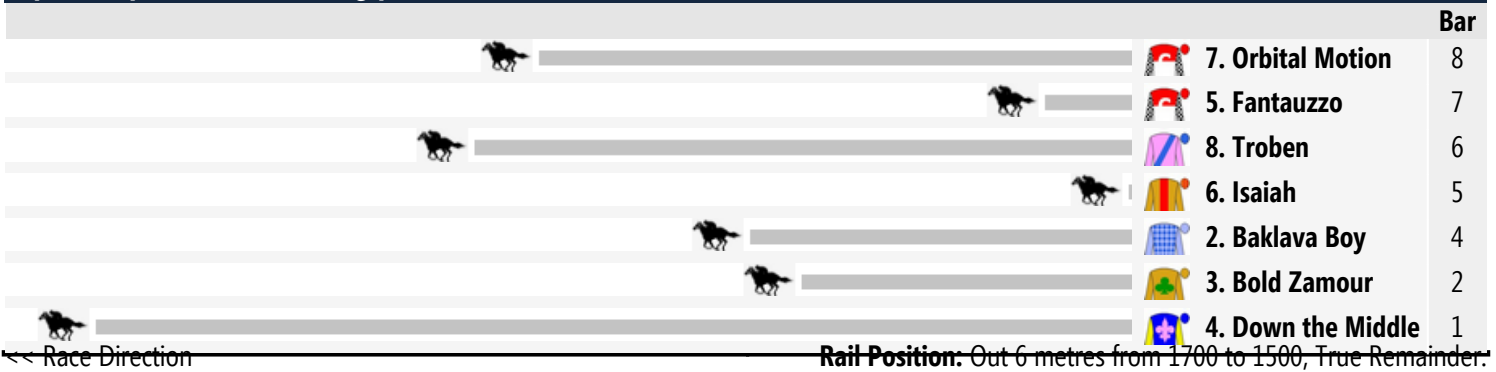 Bar
7. Orbital Motion 8
5. Fantauzzo 7
8. Troben 6
6. Isaiah 5
2. Baklava Boy 4
3. Bold Zamour 2
4. Down the Middle 1
<< Race Direction Rail Position: Out 6 metres from 1700 to 1500, True Remainder.